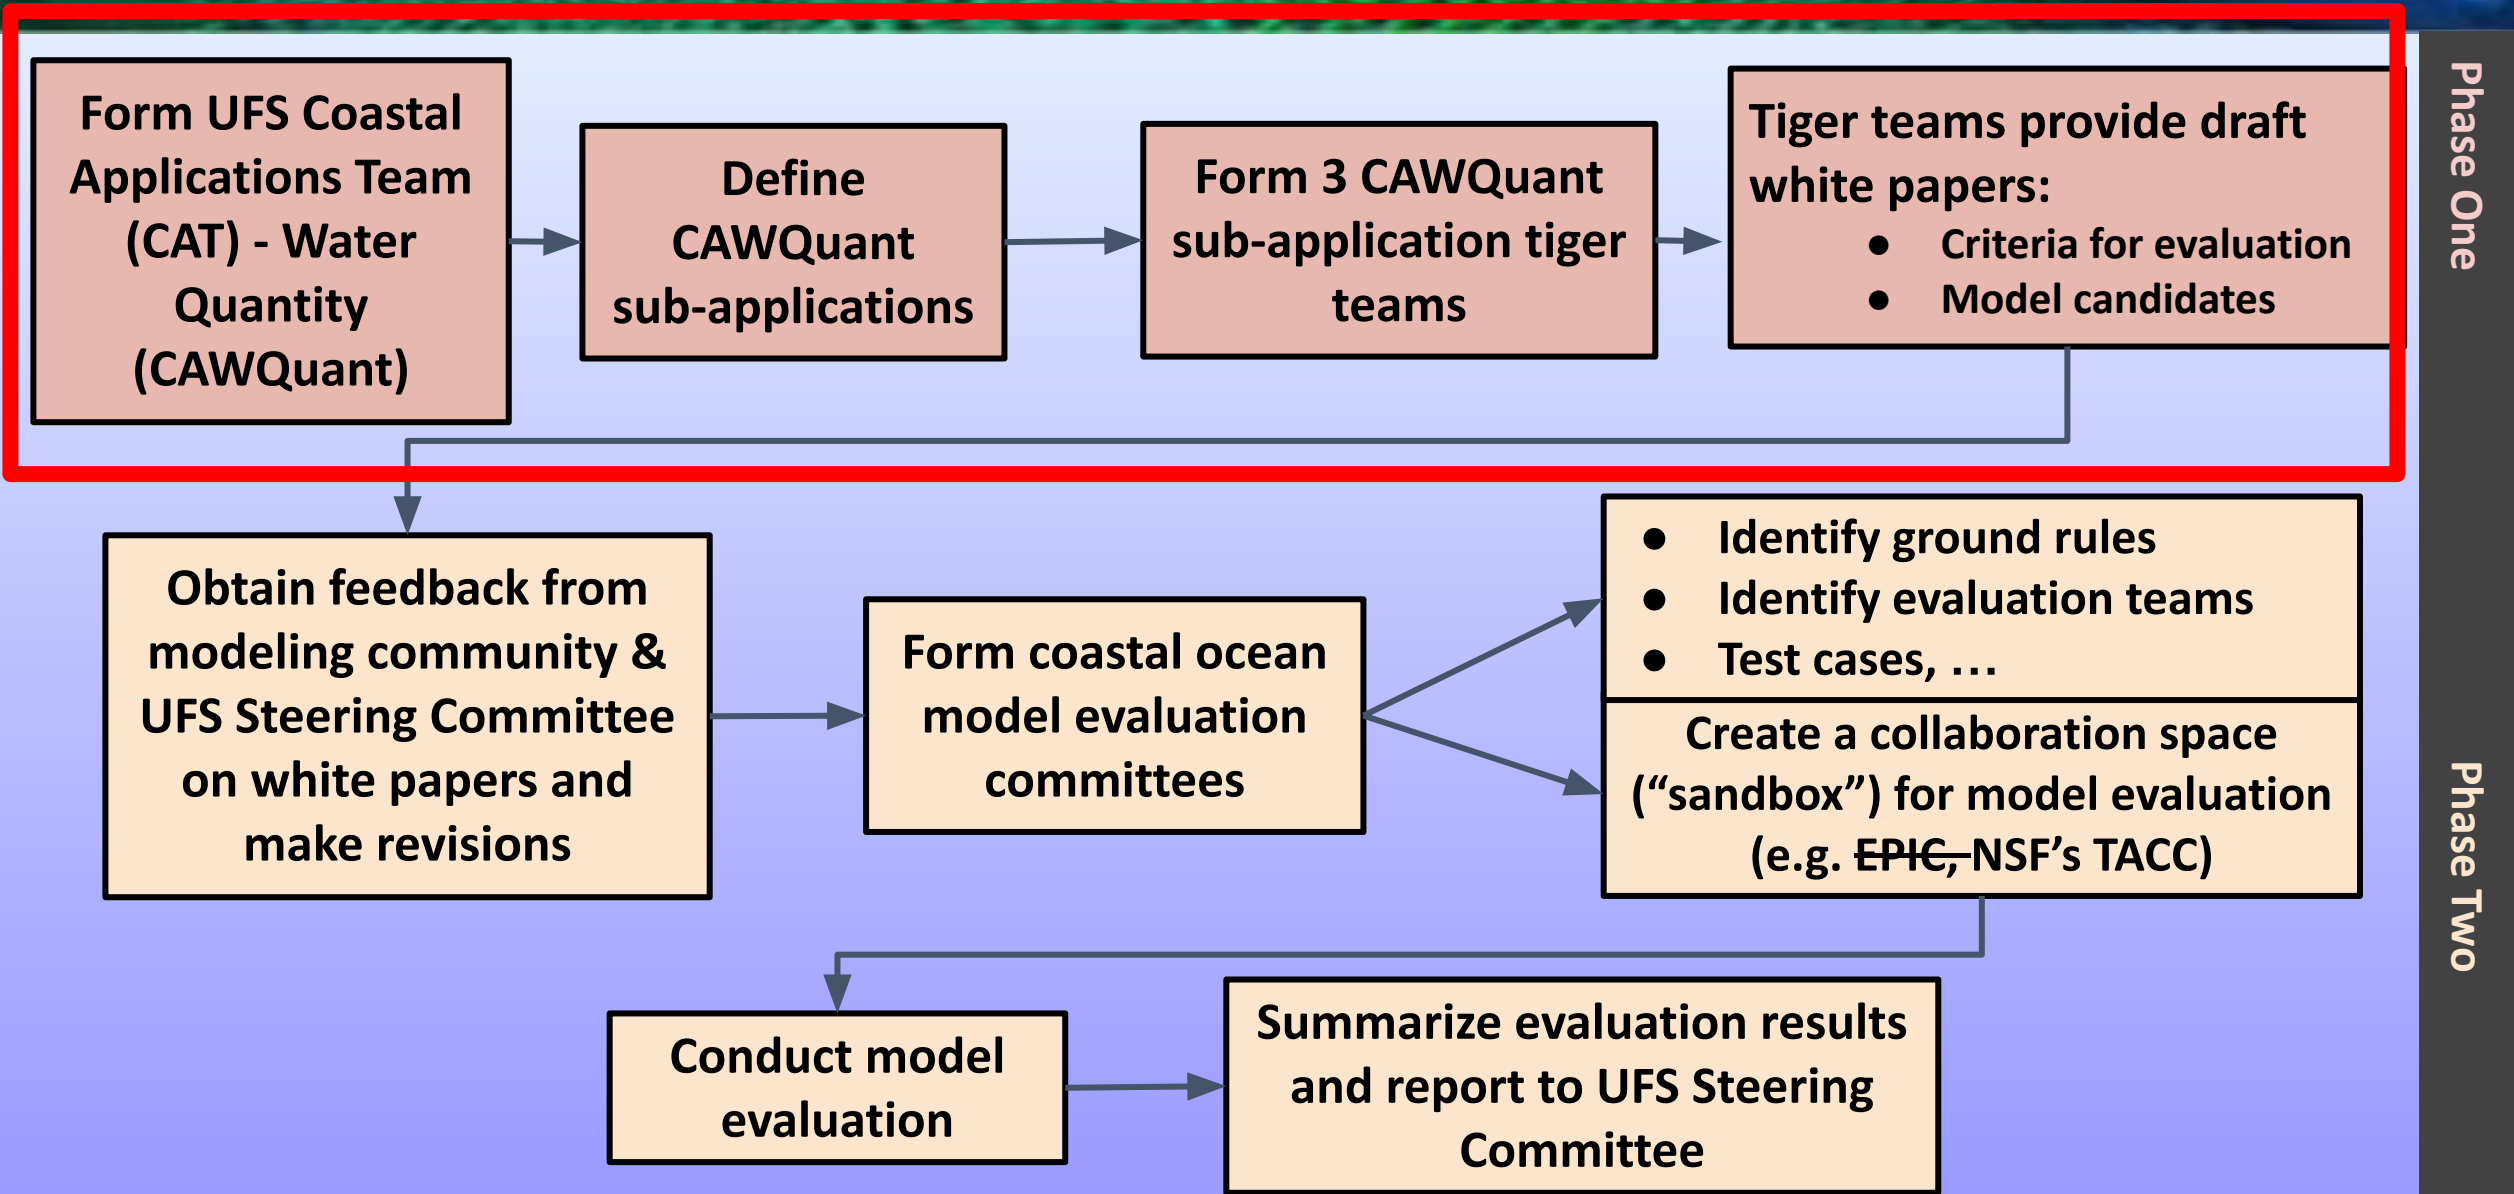 Form UFS Coastal
Applications Team
(CAT) - Water
Quantity
(CAWQuant)
Define
CAWQuant
sub-applications
Form 3 CAWQuant
sub-application tiger
teams
Tiger teams provide draft
white papers:
● Criteria for evaluation
● Model candidates
Phase One
Obtain feedback from
modeling community &
UFS Steering Committee
on white papers and
make revisions
Form coastal ocean
model evaluation
committees
● Identify ground rules
● Identify evaluation teams
● Test cases, …
Create a collaboration space
(“sandbox”) for model evaluation
(e.g. EPIC, NSF’s TACC)
Phase Two
Conduct model
evaluation
Summarize evaluation results
and report to UFS Steering
Committee